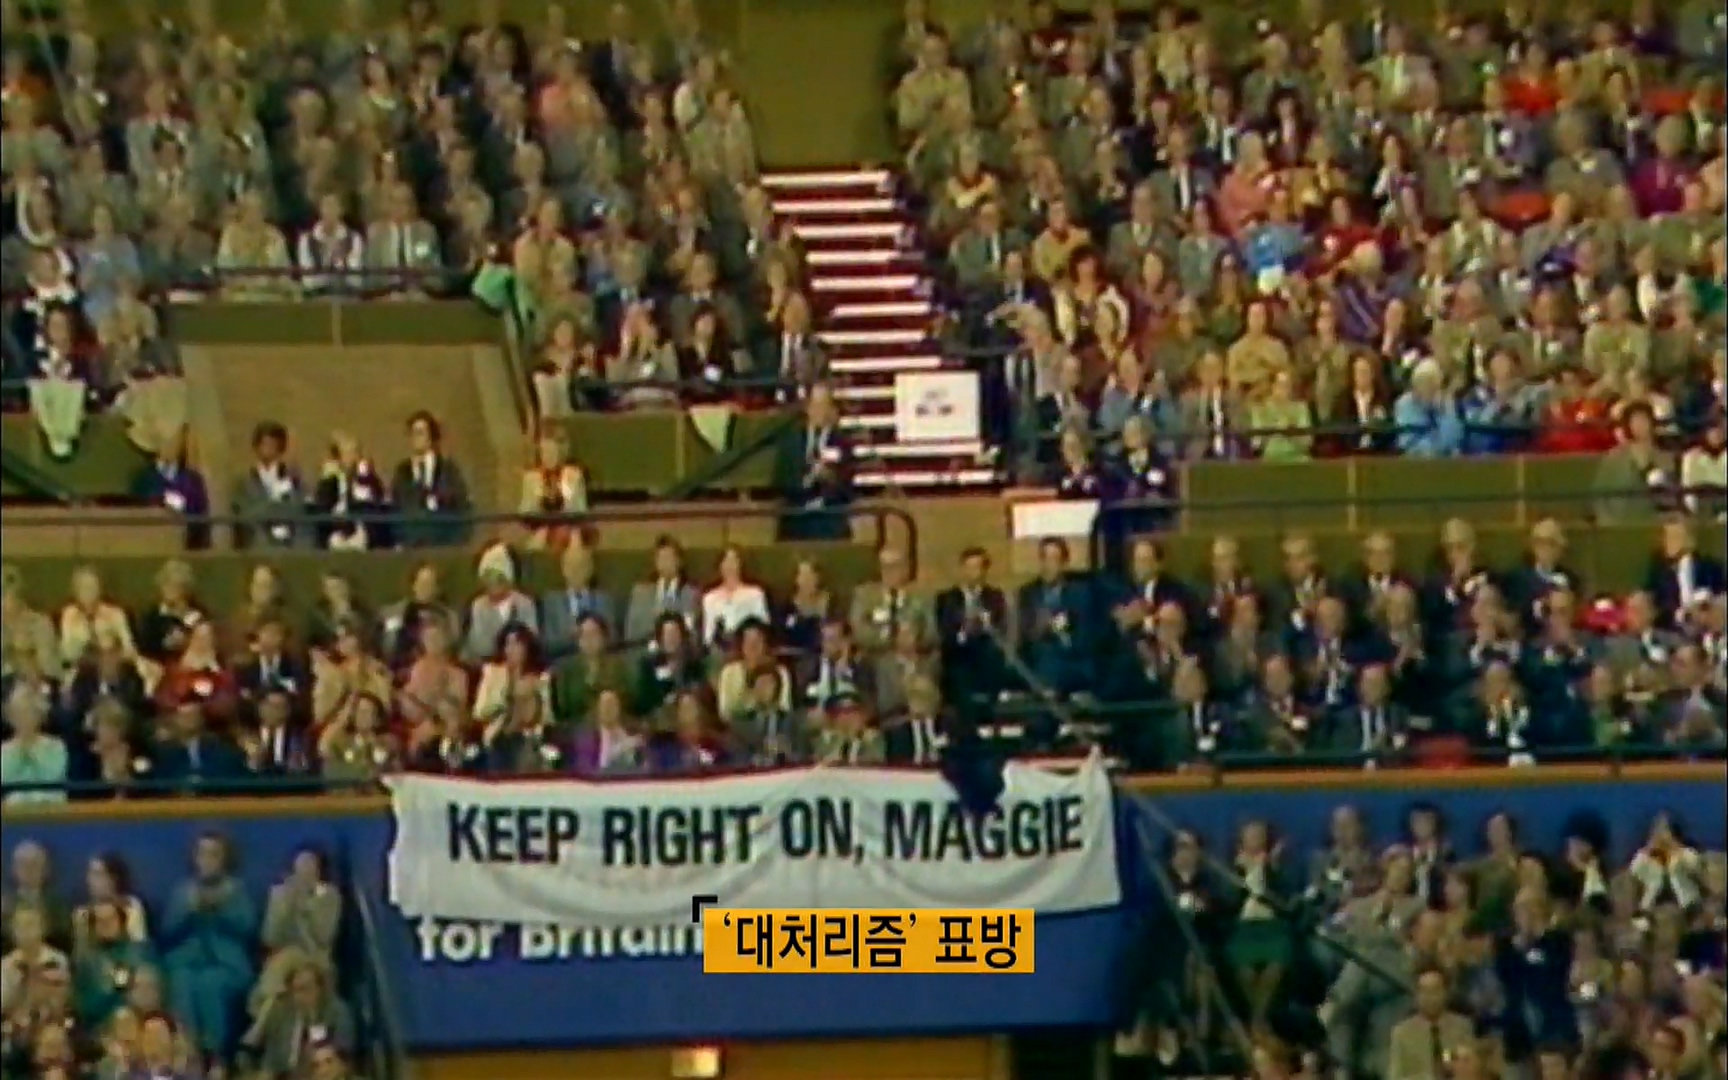 KEEP RIGHT ON, MAGGIE
for Britain
‘대처리즘’ 표방